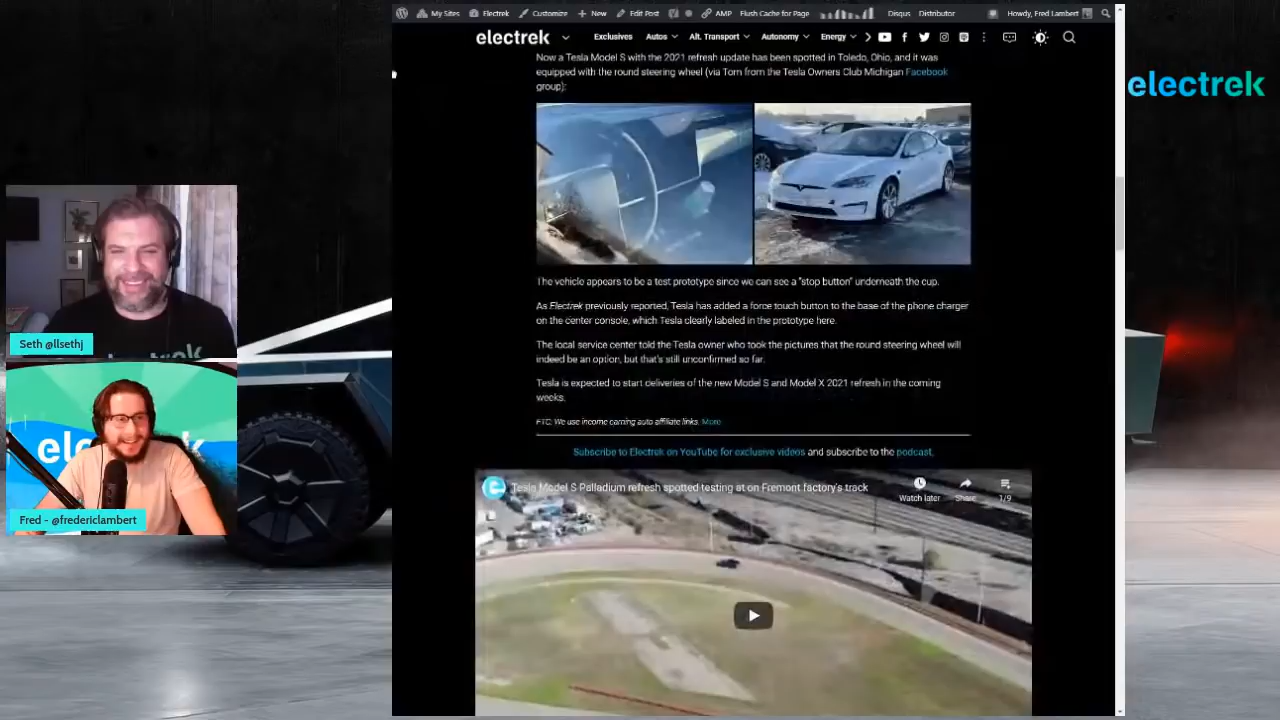 My Sites Electrek Customize New Edit Post AMP Flush Cache for Page Disqus Distributor Howdy, Fred Lambert
electrek Exclusives Autos Alt. Transport Autonomy Energy
Now a Tesla Model S with the 2021 refresh update has been spotted in Toledo, Ohio, and it was
equipped with the round steering wheel (via Tom from the Tesla Owners Club Michigan Facebook
group):
electrek
The vehicle appears to be a test prototype since we can see a "stop button" underneath the cup.
As Electrek previously reported, Tesla has added a force touch button to the base of the phone charger
on the center console, which Tesla clearly labeled in the prototype here.
The local service center told the Tesla owner who took the pictures that the round steering wheel will
indeed be an option, but that's still unconfirmed so far.
Tesla is expected to start deliveries of the new Model S and Model X 2021 refresh in the coming
weeks.
FTC: We use income earning auto affiliate links. More
Subscribe to Electrek on YouTube for exclusive videos and subscribe to the podcast.
Tesla Model S Palladium refresh spotted testing at on Fremont factory's track
Watch later Share 1/9
Seth @llsethj
Fred - @fredericlambert